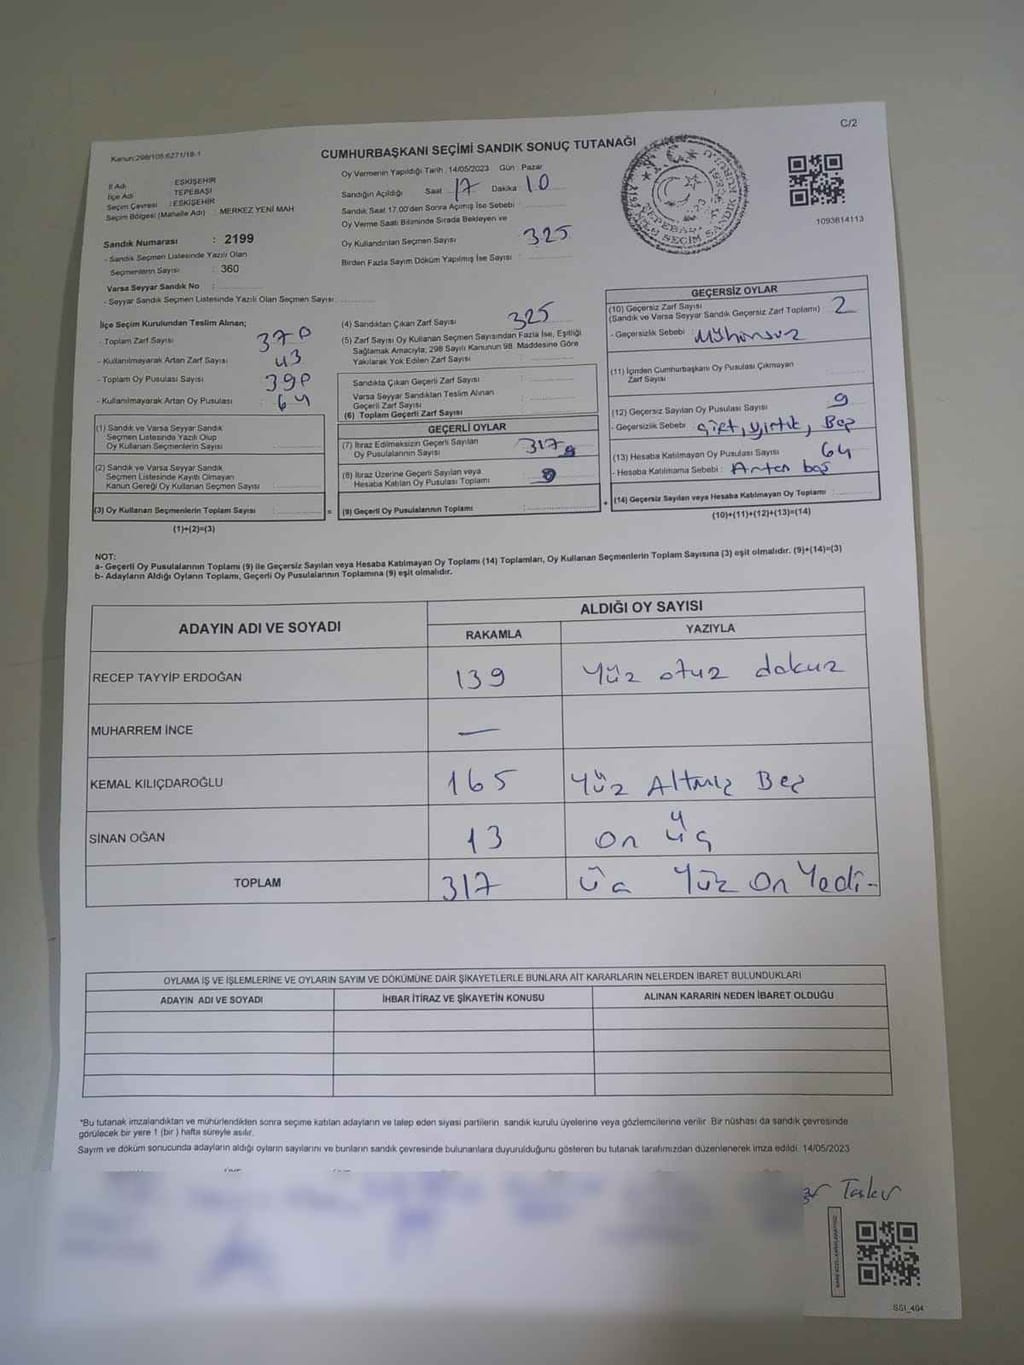 C/2
Kanun:298/105:6271/18-1
CUMHURBAŞKANI SEÇİMİ SANDIK SONUÇ TUTANAĞI
İl Adı : ESKİŞEHİR
İlçe Adı : TEPEBAŞI
Seçim Çevresi : ESKİŞEHİR
Seçim Bölgesi (Mahalle Adı) : MERKEZ YENİ MAH
Sandık Numarası : 2199
- Sandık Seçmen Listesinde Yazılı Olan
Seçmenlerin Sayısı : 360
Varsa Seyyar Sandık No :
- Seyyar Sandık Seçmen Listesinde Yazılı Olan Seçmen Sayısı :
Oy Vermenin Yapıldığı Tarih : 14/05/2023 Gün : Pazar
Sandığın Açıldığı Saat : 17 Dakika : 10
Sandık Saat 17.00'den Sonra Açılmış İse Sebebi :
Oy Verme Saati Bitiminde Sırada Bekleyen ve
Oy Kullandırılan Seçmen Sayısı : 325
Birden Fazla Sayım Döküm Yapılmış İse Sayısı :
1093614113
İlçe Seçim Kurulundan Teslim Alınan;
- Toplam Zarf Sayısı : 370
- Kullanılmayarak Artan Zarf Sayısı : 43
- Toplam Oy Pusulası Sayısı : 390
- Kullanılmayarak Artan Oy Pusulası : 64
(1) Sandık ve Varsa Seyyar Sandık
Seçmen Listesinde Yazılı Olup
Oy Kullanan Seçmenlerin Sayısı :
(2) Sandık ve Varsa Seyyar Sandık
Seçmen Listesinde Kayıtlı Olmayan
Kanun Gereği Oy Kullanan Seçmen Sayısı :
(3) Oy Kullanan Seçmenlerin Toplam Sayısı : =
(1)+(2)=(3)
(4) Sandıktan Çıkan Zarf Sayısı : 325
(5) Zarf Sayısı Oy Kullanan Seçmen Sayısından Fazla İse, Eşitliği
Sağlamak Amacıyla, 298 Sayılı Kanunun 98. Maddesine Göre
Yakılarak Yok Edilen Zarf Sayısı :
Sandıkta Çıkan Geçerli Zarf Sayısı :
Varsa Seyyar Sandıktan Teslim Alınan
Geçerli Zarf Sayısı :
(6) Toplam Geçerli Zarf Sayısı :
GEÇERLİ OYLAR
(7) İtiraz Edilmeksizin Geçerli Sayılan
Oy Pusulasının Sayısı : 317
(8) İtiraz Üzerine Geçerli Sayılan veya
Hesaba Katılan Oy Pusulası Toplamı :
(9) Geçerli Oy Pusulalarının Toplamı : +
GEÇERSİZ OYLAR
(10) Geçersiz Zarf Sayısı
(Sandık ve Varsa Seyyar Sandık Geçersiz Zarf Toplamı) : 2
- Geçersizlik Sebebi : Mühürsüz
(11) İçinden Cumhurbaşkanı Oy Pusulası Çıkmayan
Zarf Sayısı :
(12) Geçersiz Sayılan Oy Pusulası Sayısı : 9
- Geçersizlik Sebebi : Çift, yırtık, Boş
(13) Hesaba Katılmayan Oy Pusulası Sayısı : 64
- Hesaba Katılmama Sebebi : Artan boş
(14) Geçersiz Sayılan veya Hesaba Katılmayan Oy Toplamı :
(10)+(11)+(12)+(13)=(14)
NOT:
a- Geçerli Oy Pusulalarının Toplamı (9) ile Geçersiz Sayılan veya Hesaba Katılmayan Oy Toplamı (14) Toplamları, Oy Kullanan Seçmenlerin Toplam Sayısına (3) eşit olmalıdır. (9)+(14)=(3)
b- Adayların Aldığı Oyların Toplamı, Geçerli Oy Pusulalarının Toplamına (9) eşit olmalıdır.
ADAYIN ADI VE SOYADI ALDIĞI OY SAYISI
RAKAMLA YAZIYLA
RECEP TAYYİP ERDOĞAN 139 Yüz otuz dokuz
MUHARREM İNCE —
KEMAL KILIÇDAROĞLU 165 Yüz Altmış Beş
SİNAN OĞAN 13 On üç
TOPLAM 317 Üç Yüz On Yedi-
OYLAMA İŞ VE İŞLEMLERİNE VE OYLARIN SAYIM VE DÖKÜMÜNE DAİR ŞİKAYETLERLE BUNLARA AİT KARARLARIN NELERDEN İBARET BULUNDUKLARI
ADAYIN ADI VE SOYADI İHBAR İTİRAZ VE ŞİKAYETİN KONUSU ALINAN KARARIN NEDEN İBARET OLDUĞU
*Bu tutanak imzalandıktan ve mühürlendikten sonra seçime katılan adayların ve talep eden siyasi partilerin sandık kurulu üyelerine veya gözlemcilerine verilir. Bir nüshası da sandık çevresinde
görülecek bir yere 1 (bir) hafta süreyle asılır.
Sayım ve döküm sonucunda adayların aldığı oyların sayılarını ve bunların sandık çevresinde bulunanlara duyurulduğunu gösteren bu tutanak tarafımızdan düzenlenerek imza edildi. 14/05/2023
SSI_404